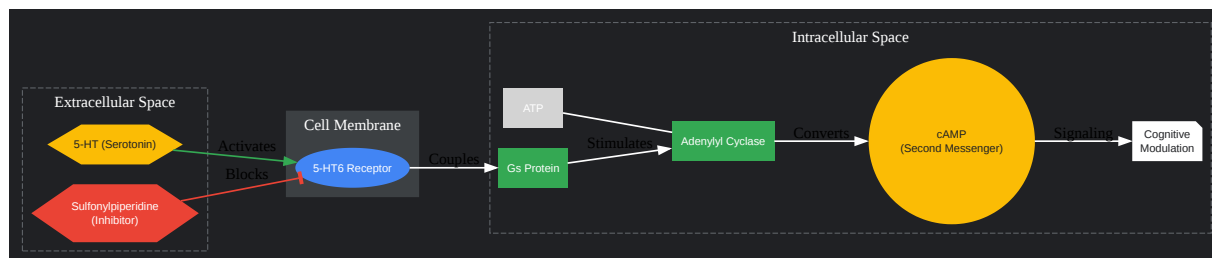 Extracellular Space
5-HT (Serotonin)
Sulfonylpiperidine
(Inhibitor)
Activates
Blocks
Cell Membrane
5-HT6 Receptor
Couples
Intracellular Space
ATP
Gs Protein
Stimulates
Adenylyl Cyclase
Converts
cAMP
(Second Messenger)
Signaling
Cognitive
Modulation